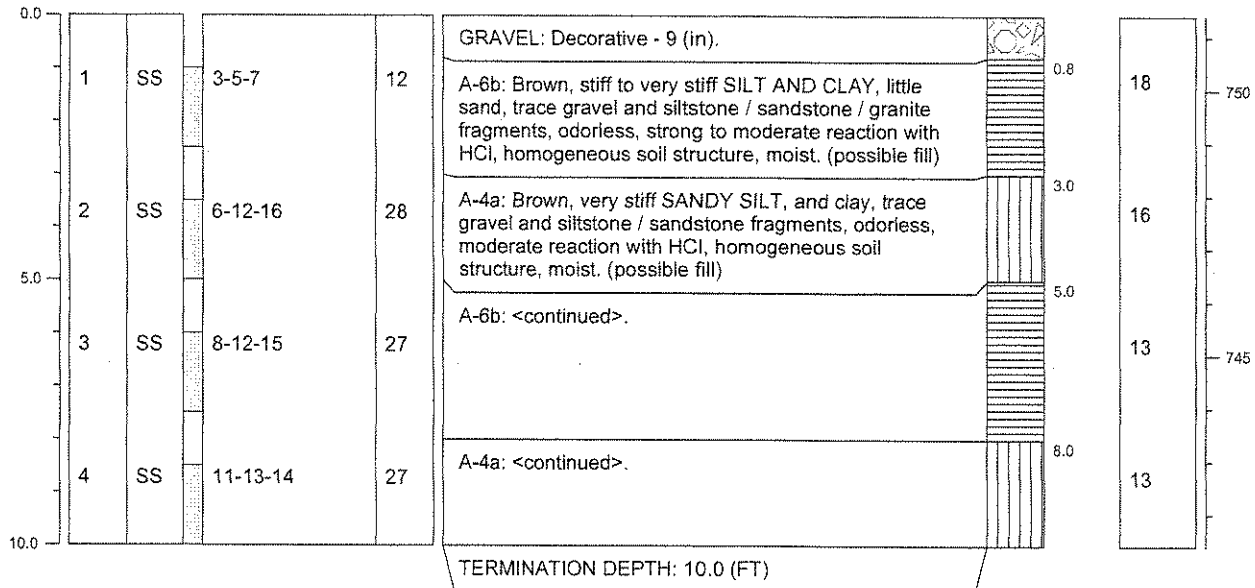 0.0
GRAVEL: Decorative - 9 (in).
0.8
1 SS 3-5-7 12 18
750
A-6b: Brown, stiff to very stiff SILT AND CLAY, little
sand, trace gravel and siltstone / sandstone / granite
fragments, odorless, strong to moderate reaction with
HCl, homogeneous soil structure, moist. (possible fill)
3.0
2 SS 6-12-16 28 16
A-4a: Brown, very stiff SANDY SILT, and clay, trace
gravel and siltstone / sandstone fragments, odorless,
moderate reaction with HCl, homogeneous soil
structure, moist. (possible fill)
5.0
5.0
A-6b: <continued>.
3 SS 8-12-15 27 13
745
8.0
A-4a: <continued>.
4 SS 11-13-14 27 13
10.0
TERMINATION DEPTH: 10.0 (FT)